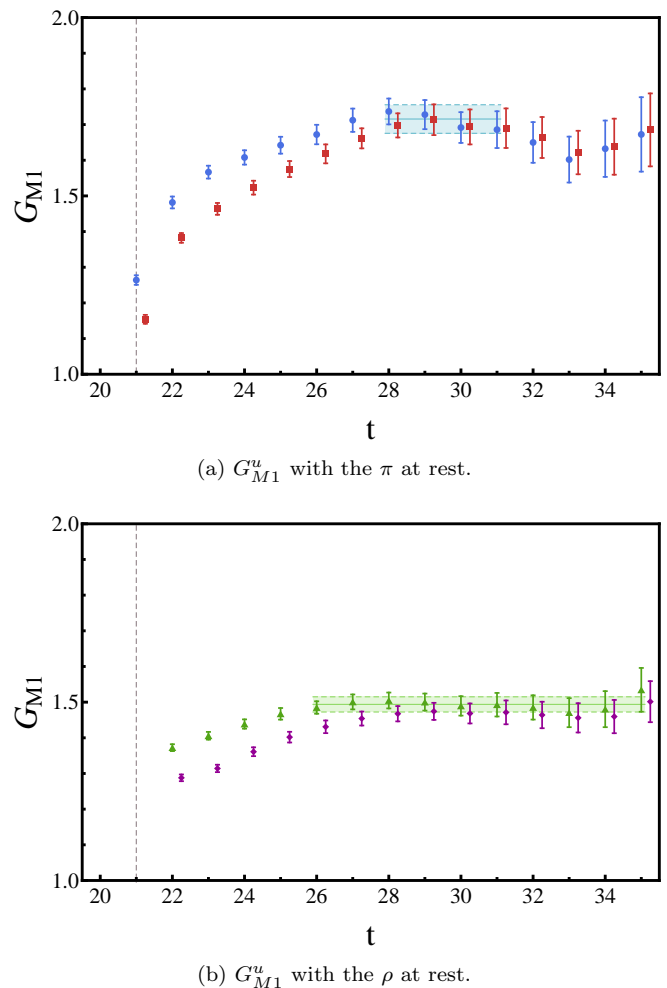 2.0
1.5
1.0
G_M1
20 22 24 26 28 30 32 34
t
(a) G^u_M1 with the π at rest.
2.0
1.5
1.0
G_M1
20 22 24 26 28 30 32 34
t
(b) G^u_M1 with the ρ at rest.